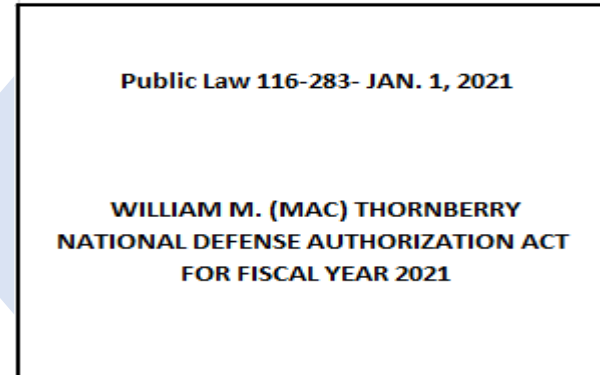 Public Law 116-283- JAN. 1, 2021
WILLIAM M. (MAC) THORNBERRY
NATIONAL DEFENSE AUTHORIZATION ACT
FOR FISCAL YEAR 2021